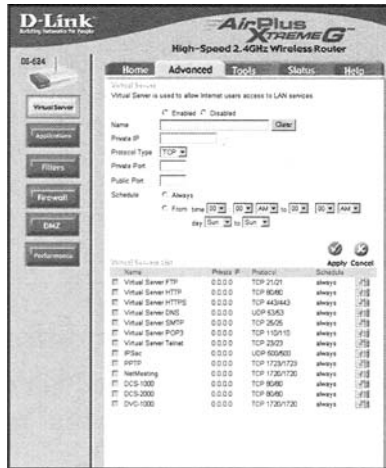 D-Link
Building Networks for People
AirPlus
XTREME G
High-Speed 2.4GHz Wireless Router
DI-624
Home Advanced Tools Status Help
Virtual Server
Virtual Server is used to allow Internet users access to LAN services.
Enabled Disabled
Name Clear
Private IP
Protocol Type TCP
Private Port
Public Port
Schedule Always
From time 00 : 00 AM to 00 : 00 AM
day Sun to Sun
Virtual Server
Applications
Filters
Firewall
DMZ
Performance
Apply Cancel
Virtual Servers List
Name Private IP Protocol Schedule
Virtual Server FTP 0.0.0.0 TCP 21/21 always
Virtual Server HTTP 0.0.0.0 TCP 80/80 always
Virtual Server HTTPS 0.0.0.0 TCP 443/443 always
Virtual Server DNS 0.0.0.0 UDP 53/53 always
Virtual Server SMTP 0.0.0.0 TCP 25/25 always
Virtual Server POP3 0.0.0.0 TCP 110/110 always
Virtual Server Telnet 0.0.0.0 TCP 23/23 always
IPSec 0.0.0.0 UDP 500/500 always
PPTP 0.0.0.0 TCP 1723/1723 always
NetMeeting 0.0.0.0 TCP 1720/1720 always
DCS-1000 0.0.0.0 TCP 80/80 always
DCS-2000 0.0.0.0 TCP 80/80 always
DVC-1000 0.0.0.0 TCP 1720/1720 always